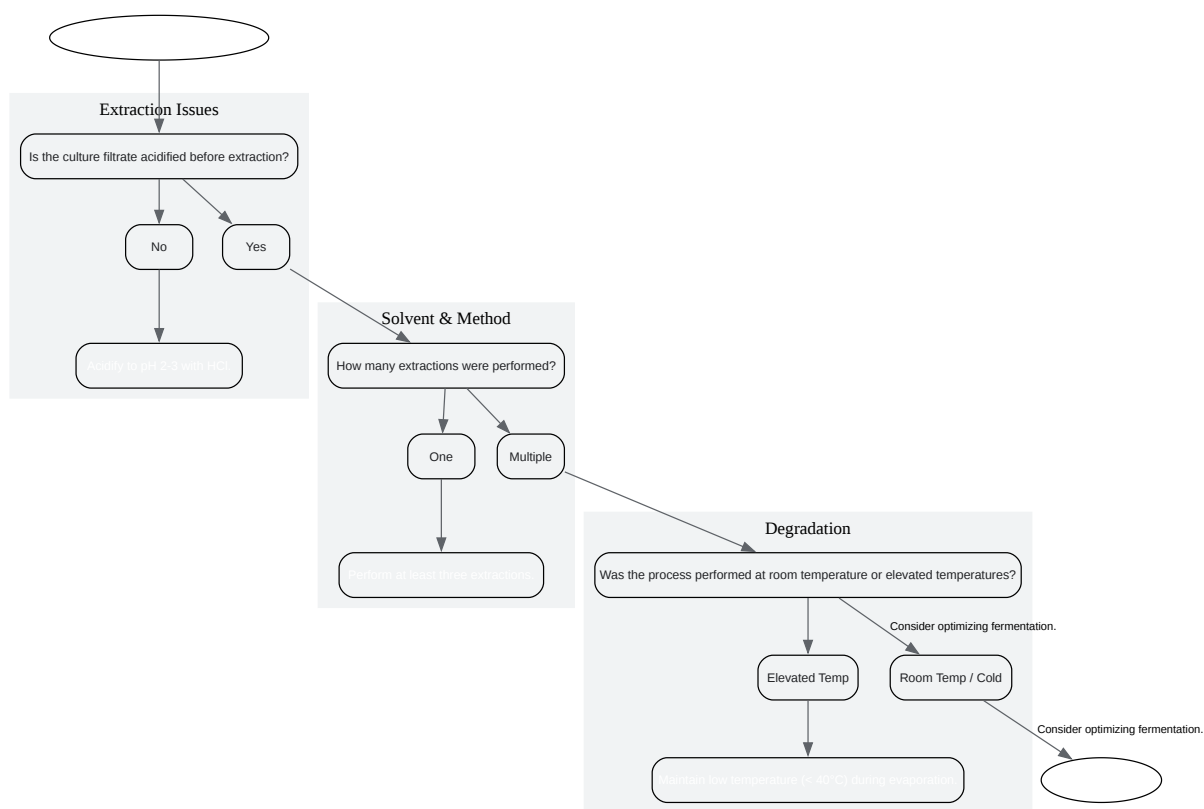 Extraction Issues
Is the culture filtrate acidified before extraction?
No
Yes
Acidify to pH 2-3 with HCl.
Solvent & Method
How many extractions were performed?
One
Multiple
Perform at least three extractions.
Degradation
Was the process performed at room temperature or elevated temperatures?
Consider optimizing fermentation.
Elevated Temp
Room Temp / Cold
Consider optimizing fermentation.
Maintain low temperature (< 40°C) during evaporation.